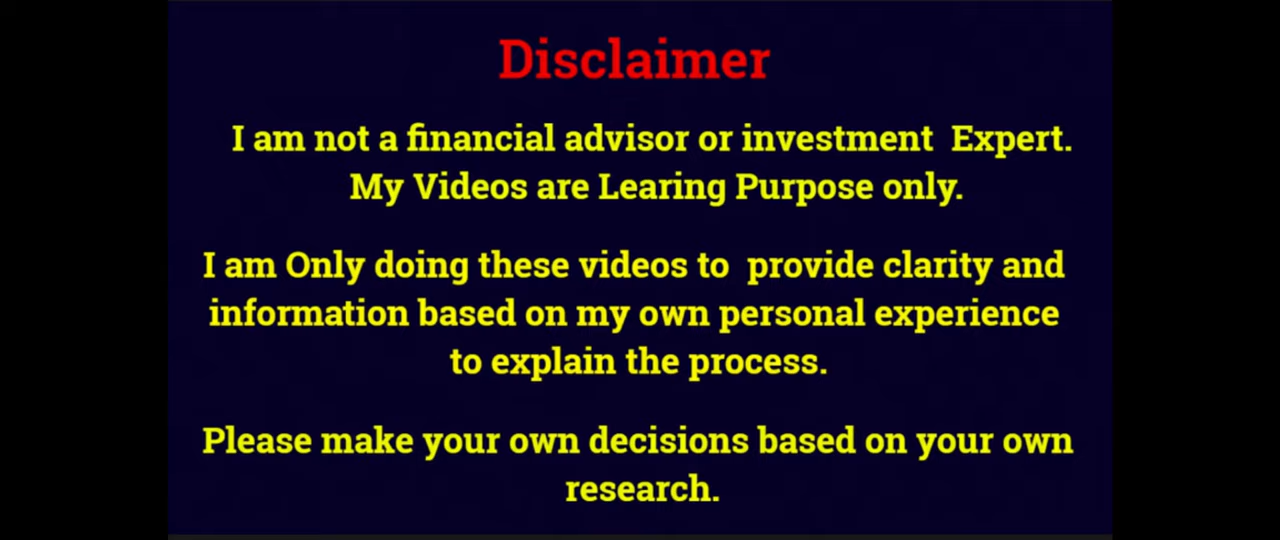 Disclaimer
I am not a financial advisor or investment Expert.
My Videos are Learing Purpose only.
I am Only doing these videos to provide clarity and
information based on my own personal experience
to explain the process.
Please make your own decisions based on your own
research.